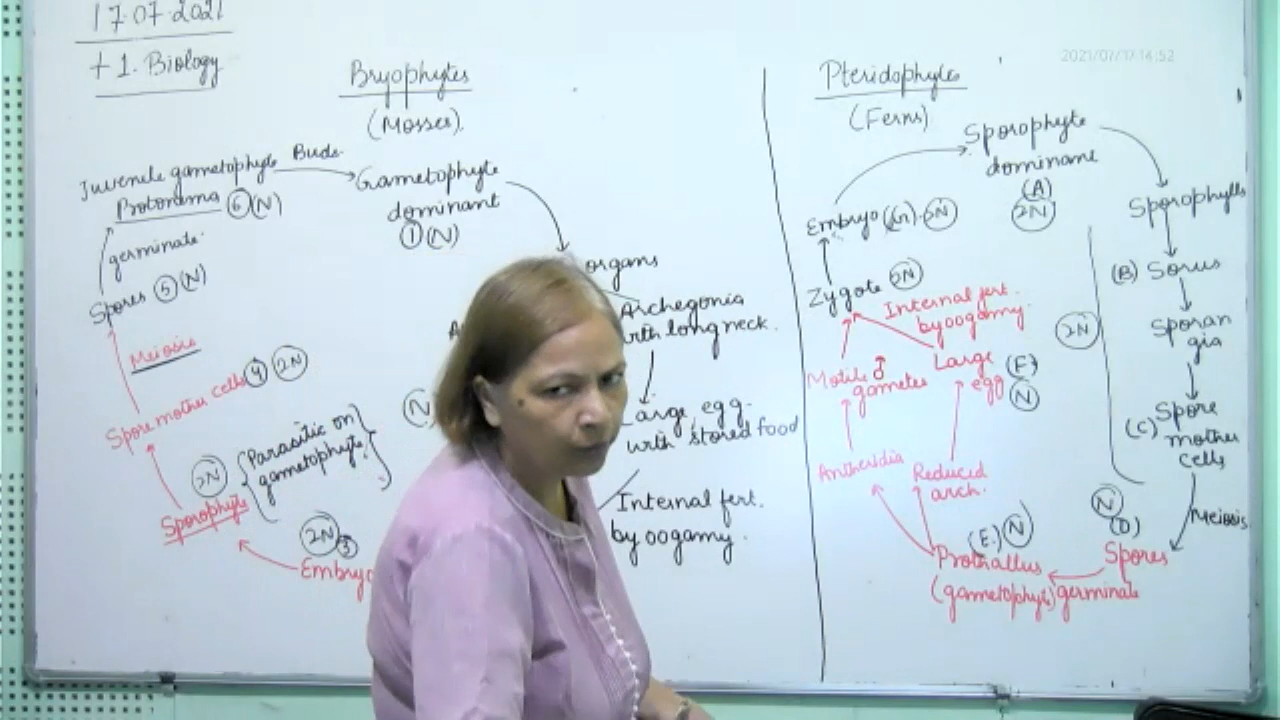 17.07.2021
+1. Biology
2021/07/17 14:52
Bryophytes
(Mosses).
Juvenile gametophyte
Protonema ⑥(N)
Buds.
Gametophyte
dominant
①(N)
germinate.
Spores ⑤(N)
Meiosis
Spore mother cells ④ 2N
2N
Sporophyte
{Parasitic on
gametophyte.}
2N ③
Embryo
organs
Archegonia
with long neck.
N
Large egg
with stored food
Internal fert.
by oogamy.
Pteridophytes
(Ferns)
Sporophyte
dominant
(A)
2N
Sporophylls
(B) Sorus
Sporan
gia
2N
(C) Spore
mother
cells
Meiosis
N
(D)
Spores
germinate
(E.) N
Prothallus
(gametophyte)
Antheridia
Reduced
arch.
Motile ♂
gametes
Large (F)
egg N
Internal fert.
by oogamy.
Zygote 2N
Embryo (G) 2N